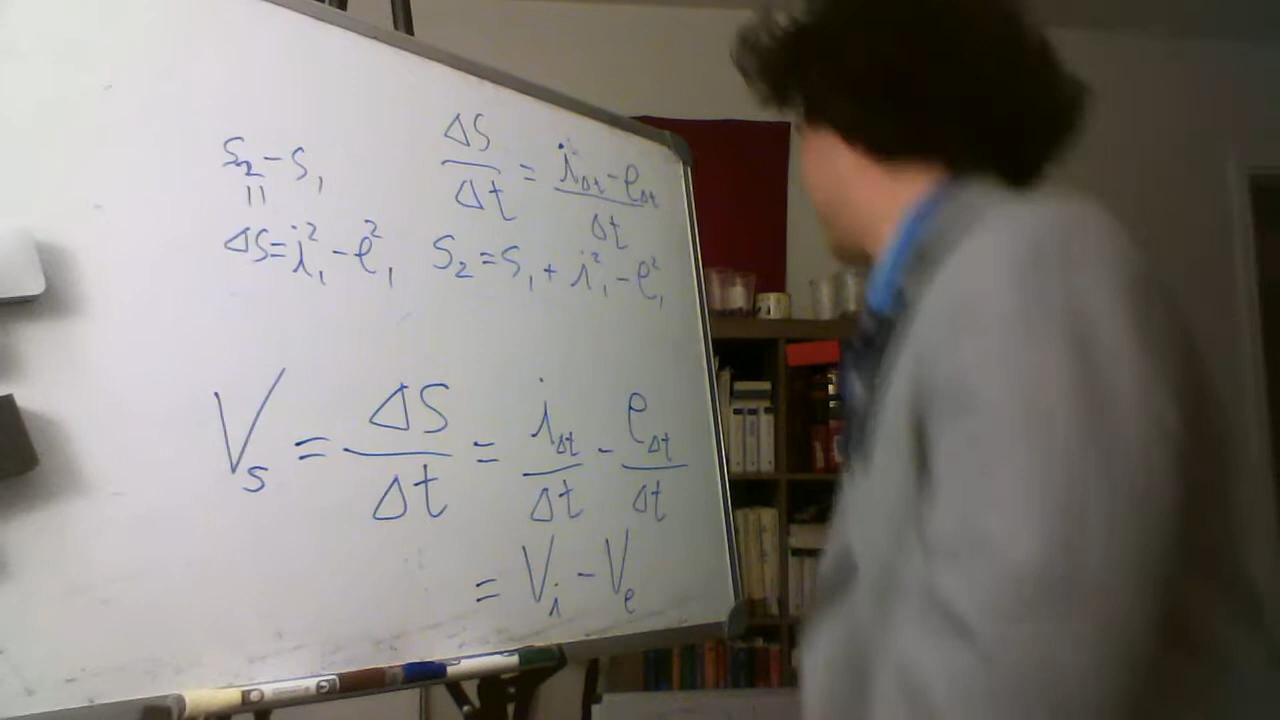 S₂ - S₁
||
ΔS = i₁² - e₁²
ΔS/Δt = (i_Δt - e_Δt)/Δt
S₂ = S₁ + i₁² - e₁²
V_s = ΔS/Δt = i_Δt/Δt - e_Δt/Δt
= V_i - V_e